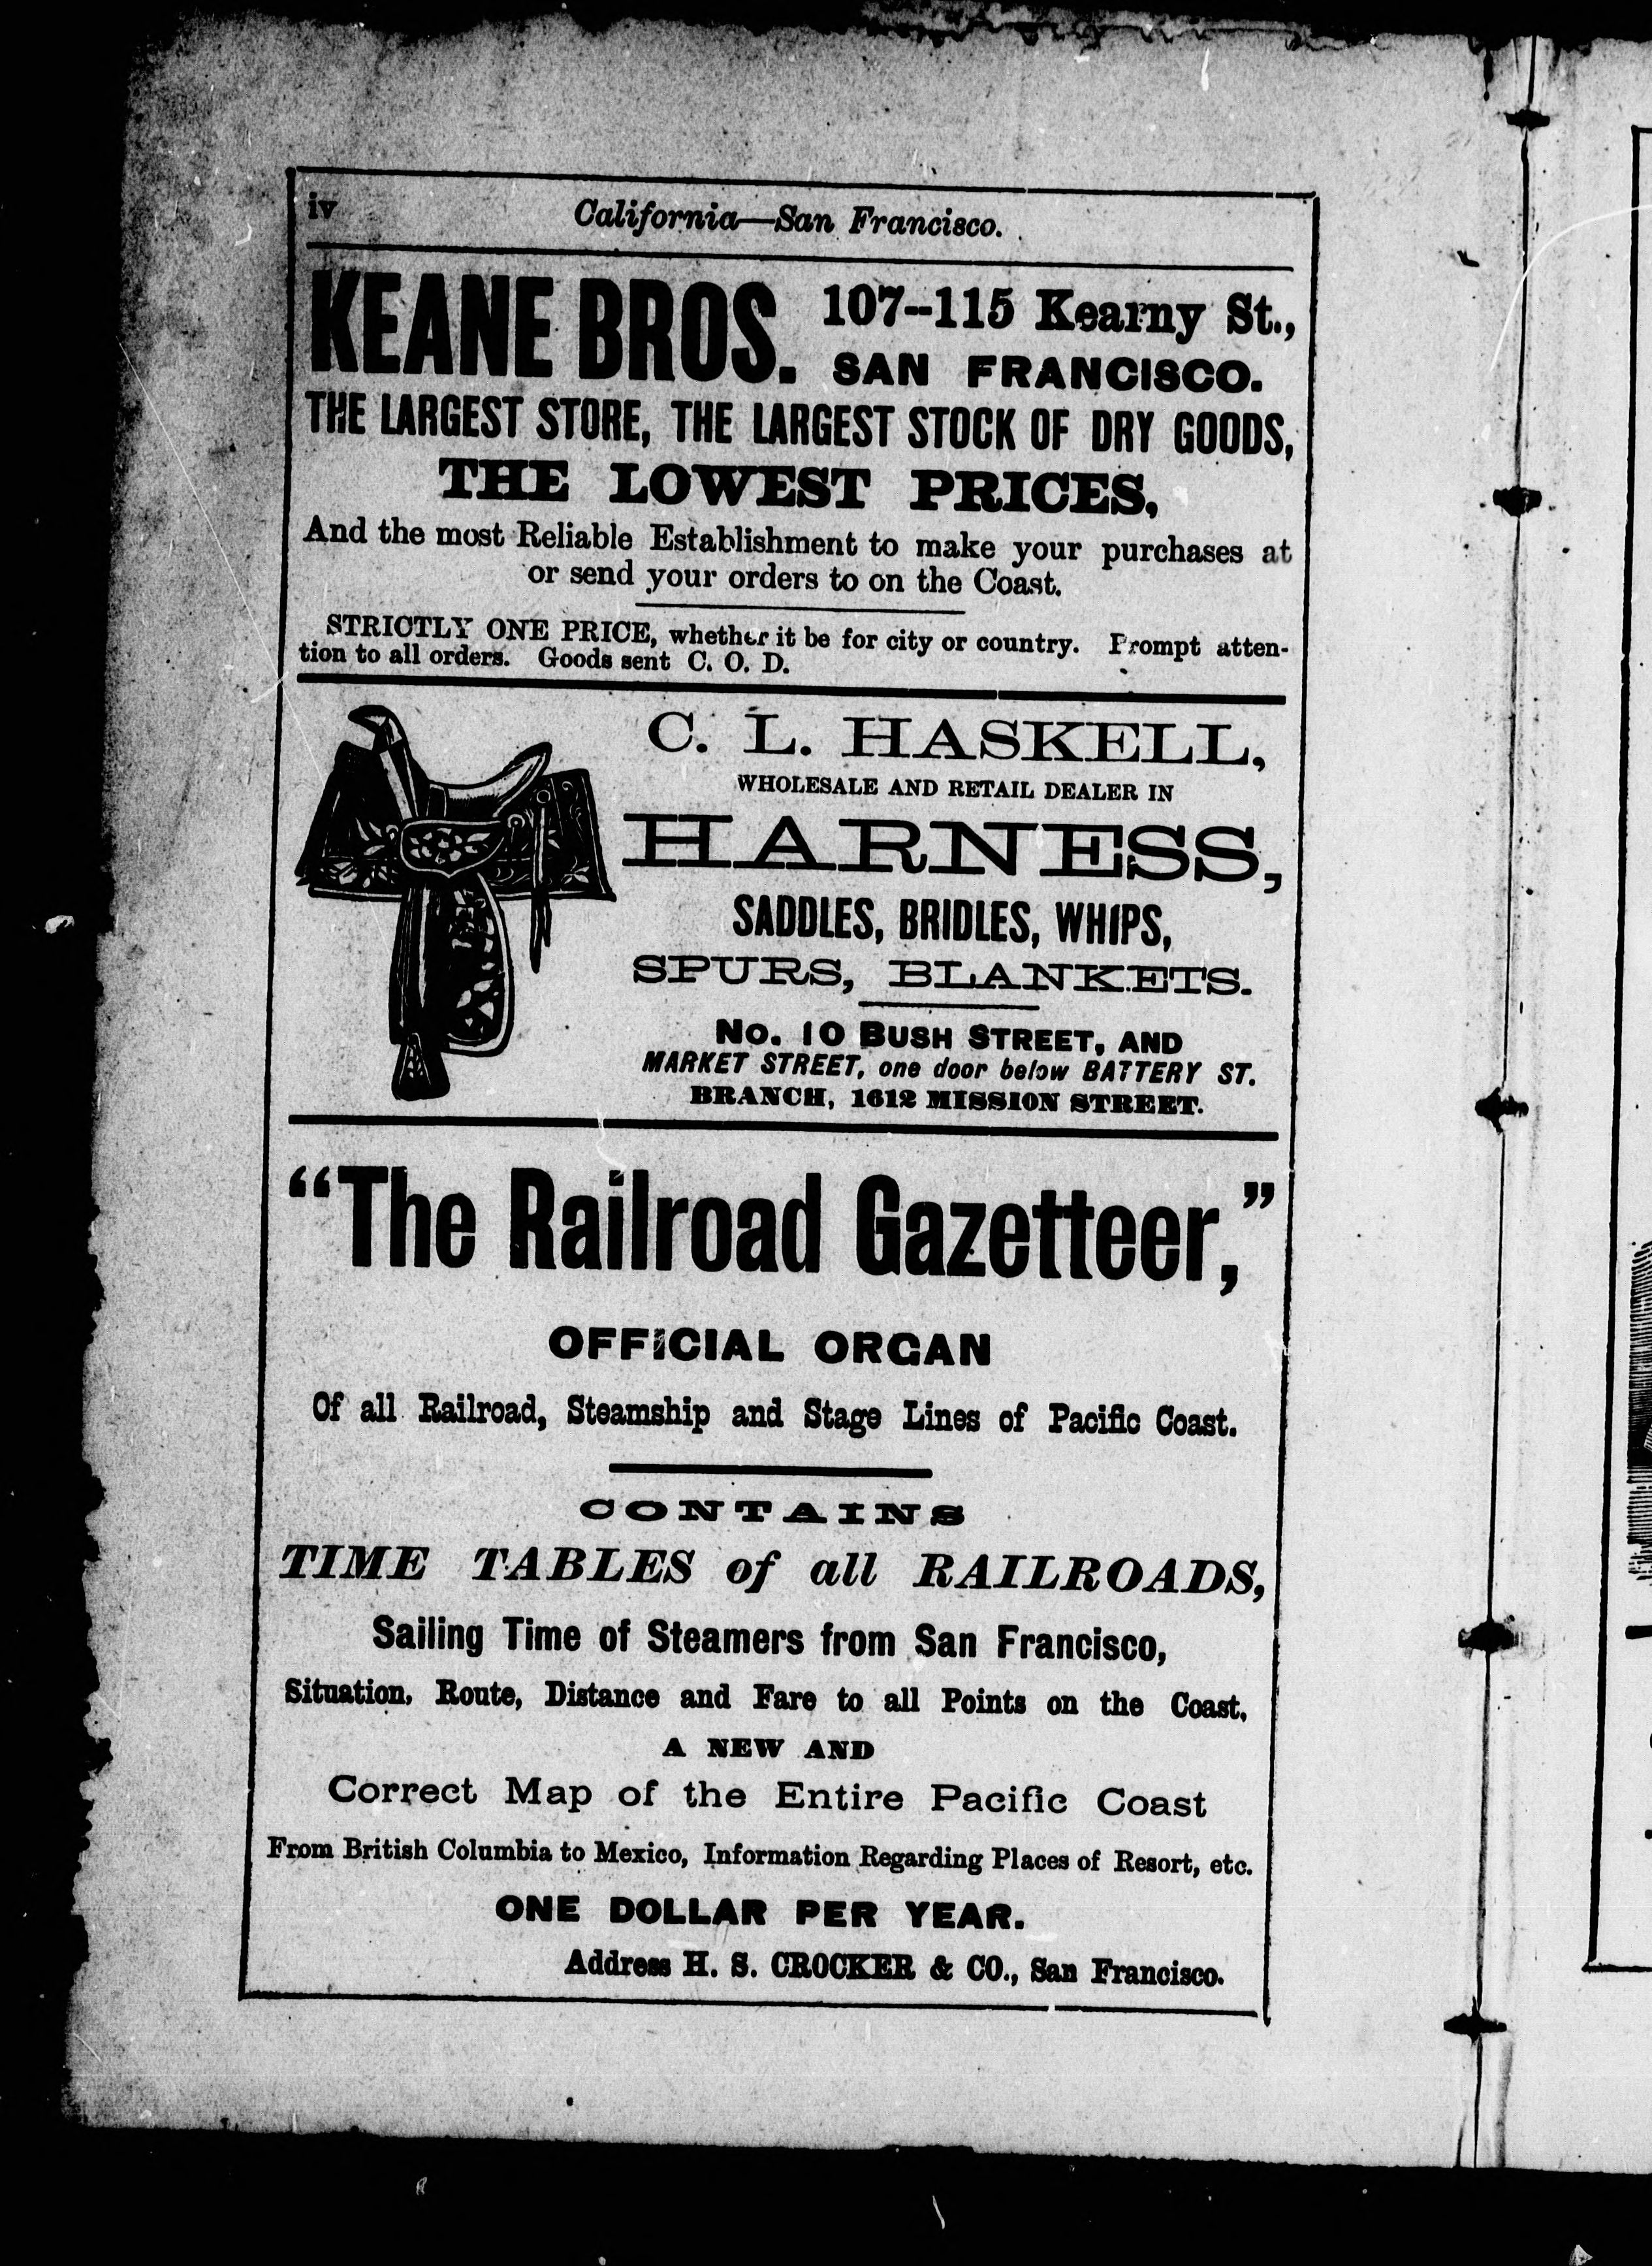 iv
California—San Francisco.
KEANE BROS. 107--115 Kearny St.,
SAN FRANCISCO.
THE LARGEST STORE, THE LARGEST STOCK OF DRY GOODS,
THE LOWEST PRICES,
And the most Reliable Establishment to make your purchases at
or send your orders to on the Coast.
STRICTLY ONE PRICE, whether it be for city or country. Prompt atten-
tion to all orders. Goods sent C. O. D.
C. L. HASKELL,
WHOLESALE AND RETAIL DEALER IN
HARNESS,
SADDLES, BRIDLES, WHIPS,
SPURS, BLANKETS.
No. 10 BUSH STREET, AND
MARKET STREET, one door below BATTERY ST.
BRANCH, 1612 MISSION STREET.
“The Railroad Gazetteer,”
OFFICIAL ORGAN
Of all Railroad, Steamship and Stage Lines of Pacific Coast.
CONTAINS
TIME TABLES of all RAILROADS,
Sailing Time of Steamers from San Francisco,
Situation, Route, Distance and Fare to all Points on the Coast,
A NEW AND
Correct Map of the Entire Pacific Coast
From British Columbia to Mexico, Information Regarding Places of Resort, etc.
ONE DOLLAR PER YEAR.
Address H. S. CROCKER & CO., San Francisco.